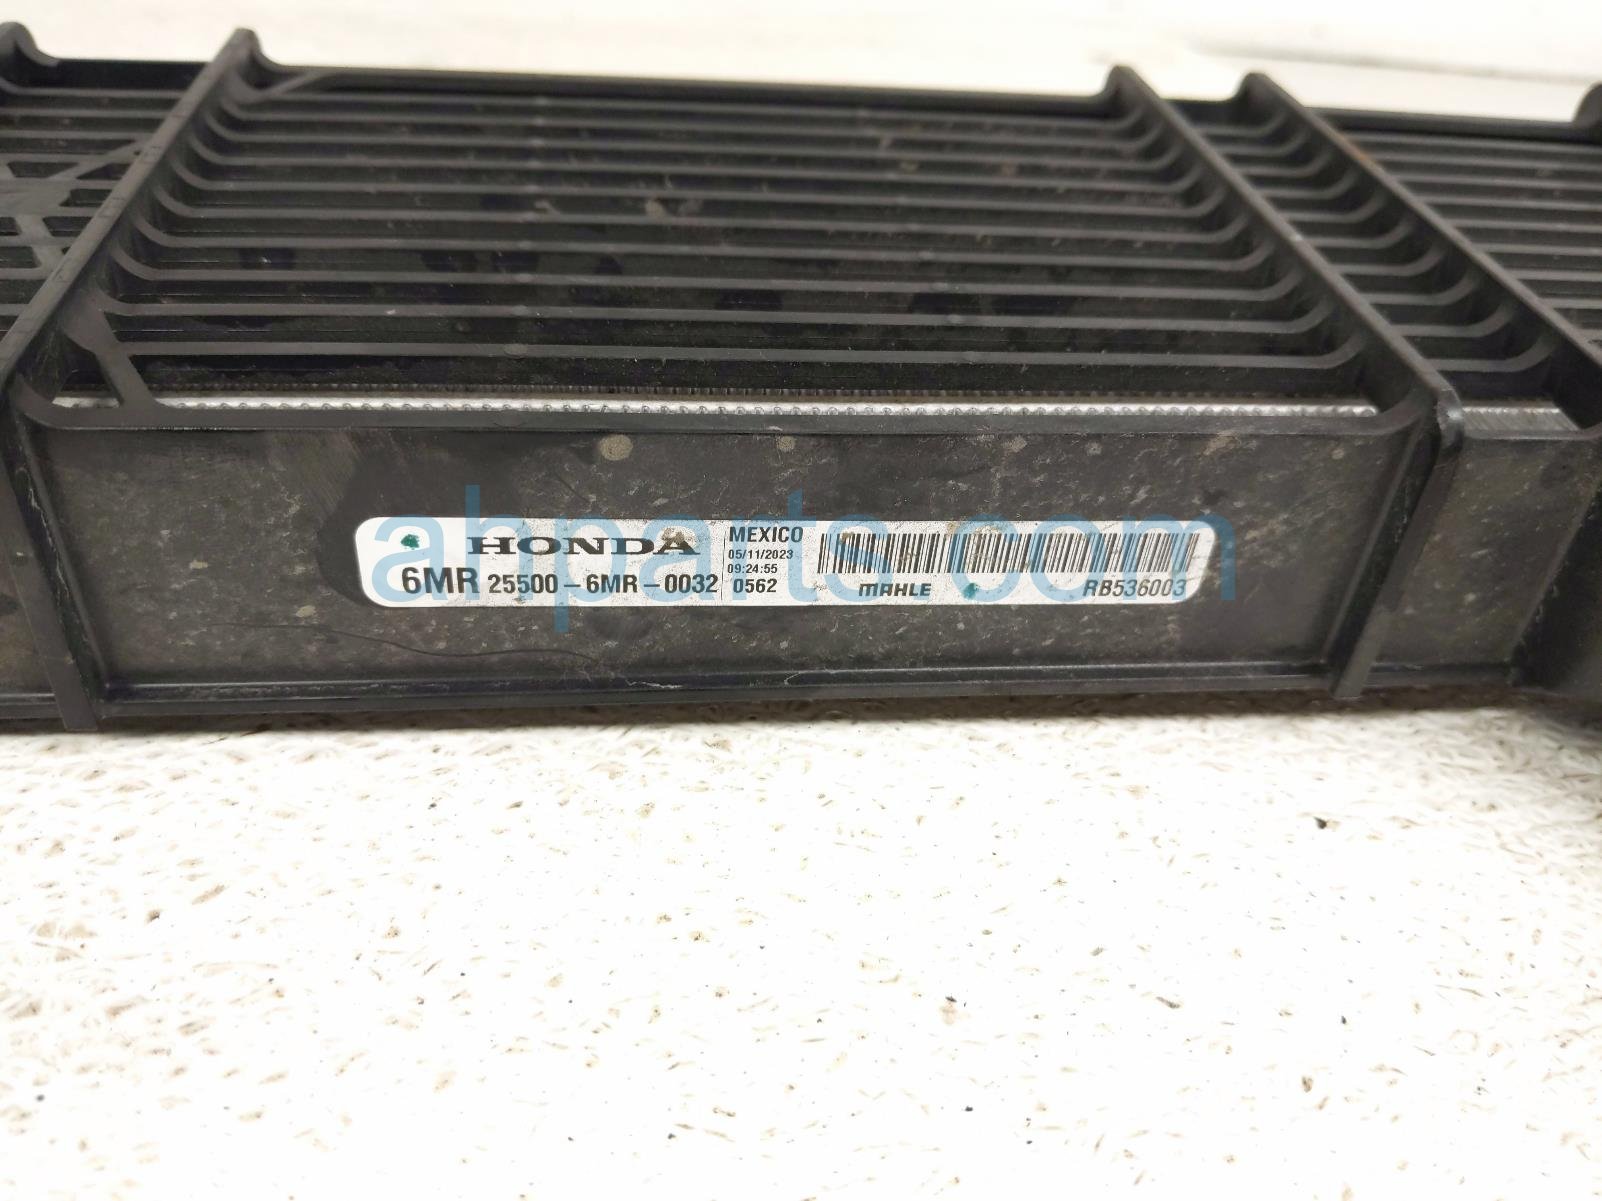 HONDA
6MR 25500-6MR-0032
MEXICO
05/11/2023
09:24:55
0562
MAHLE
RB536003
ahparts.com